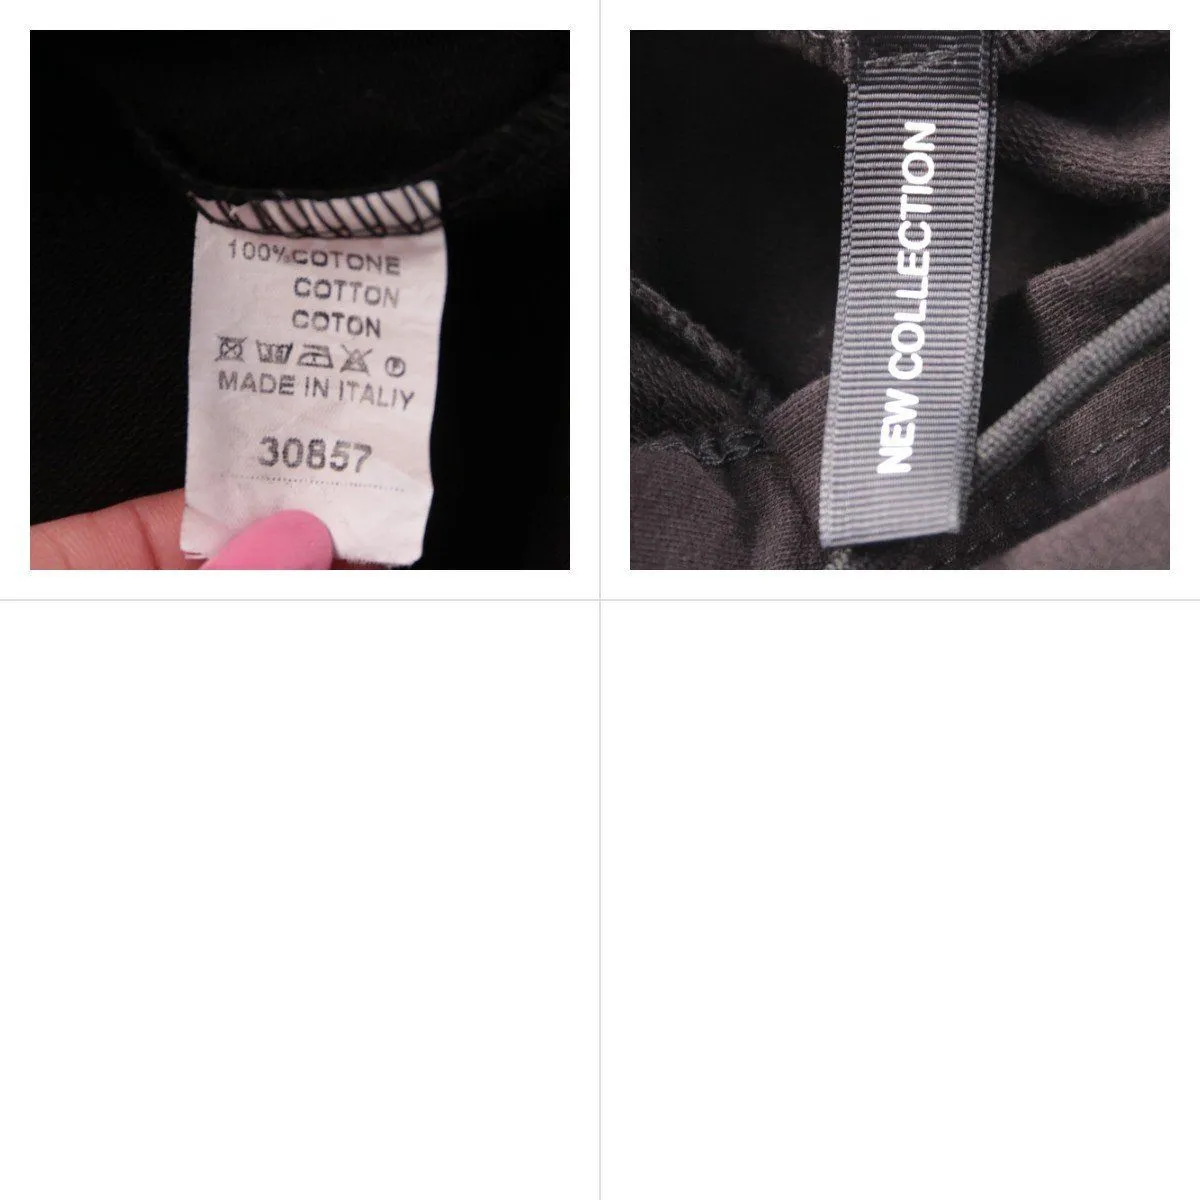 100%COTONE
COTTON
COTON
P
MADE IN ITALIY
30857
NEW COLLECTION